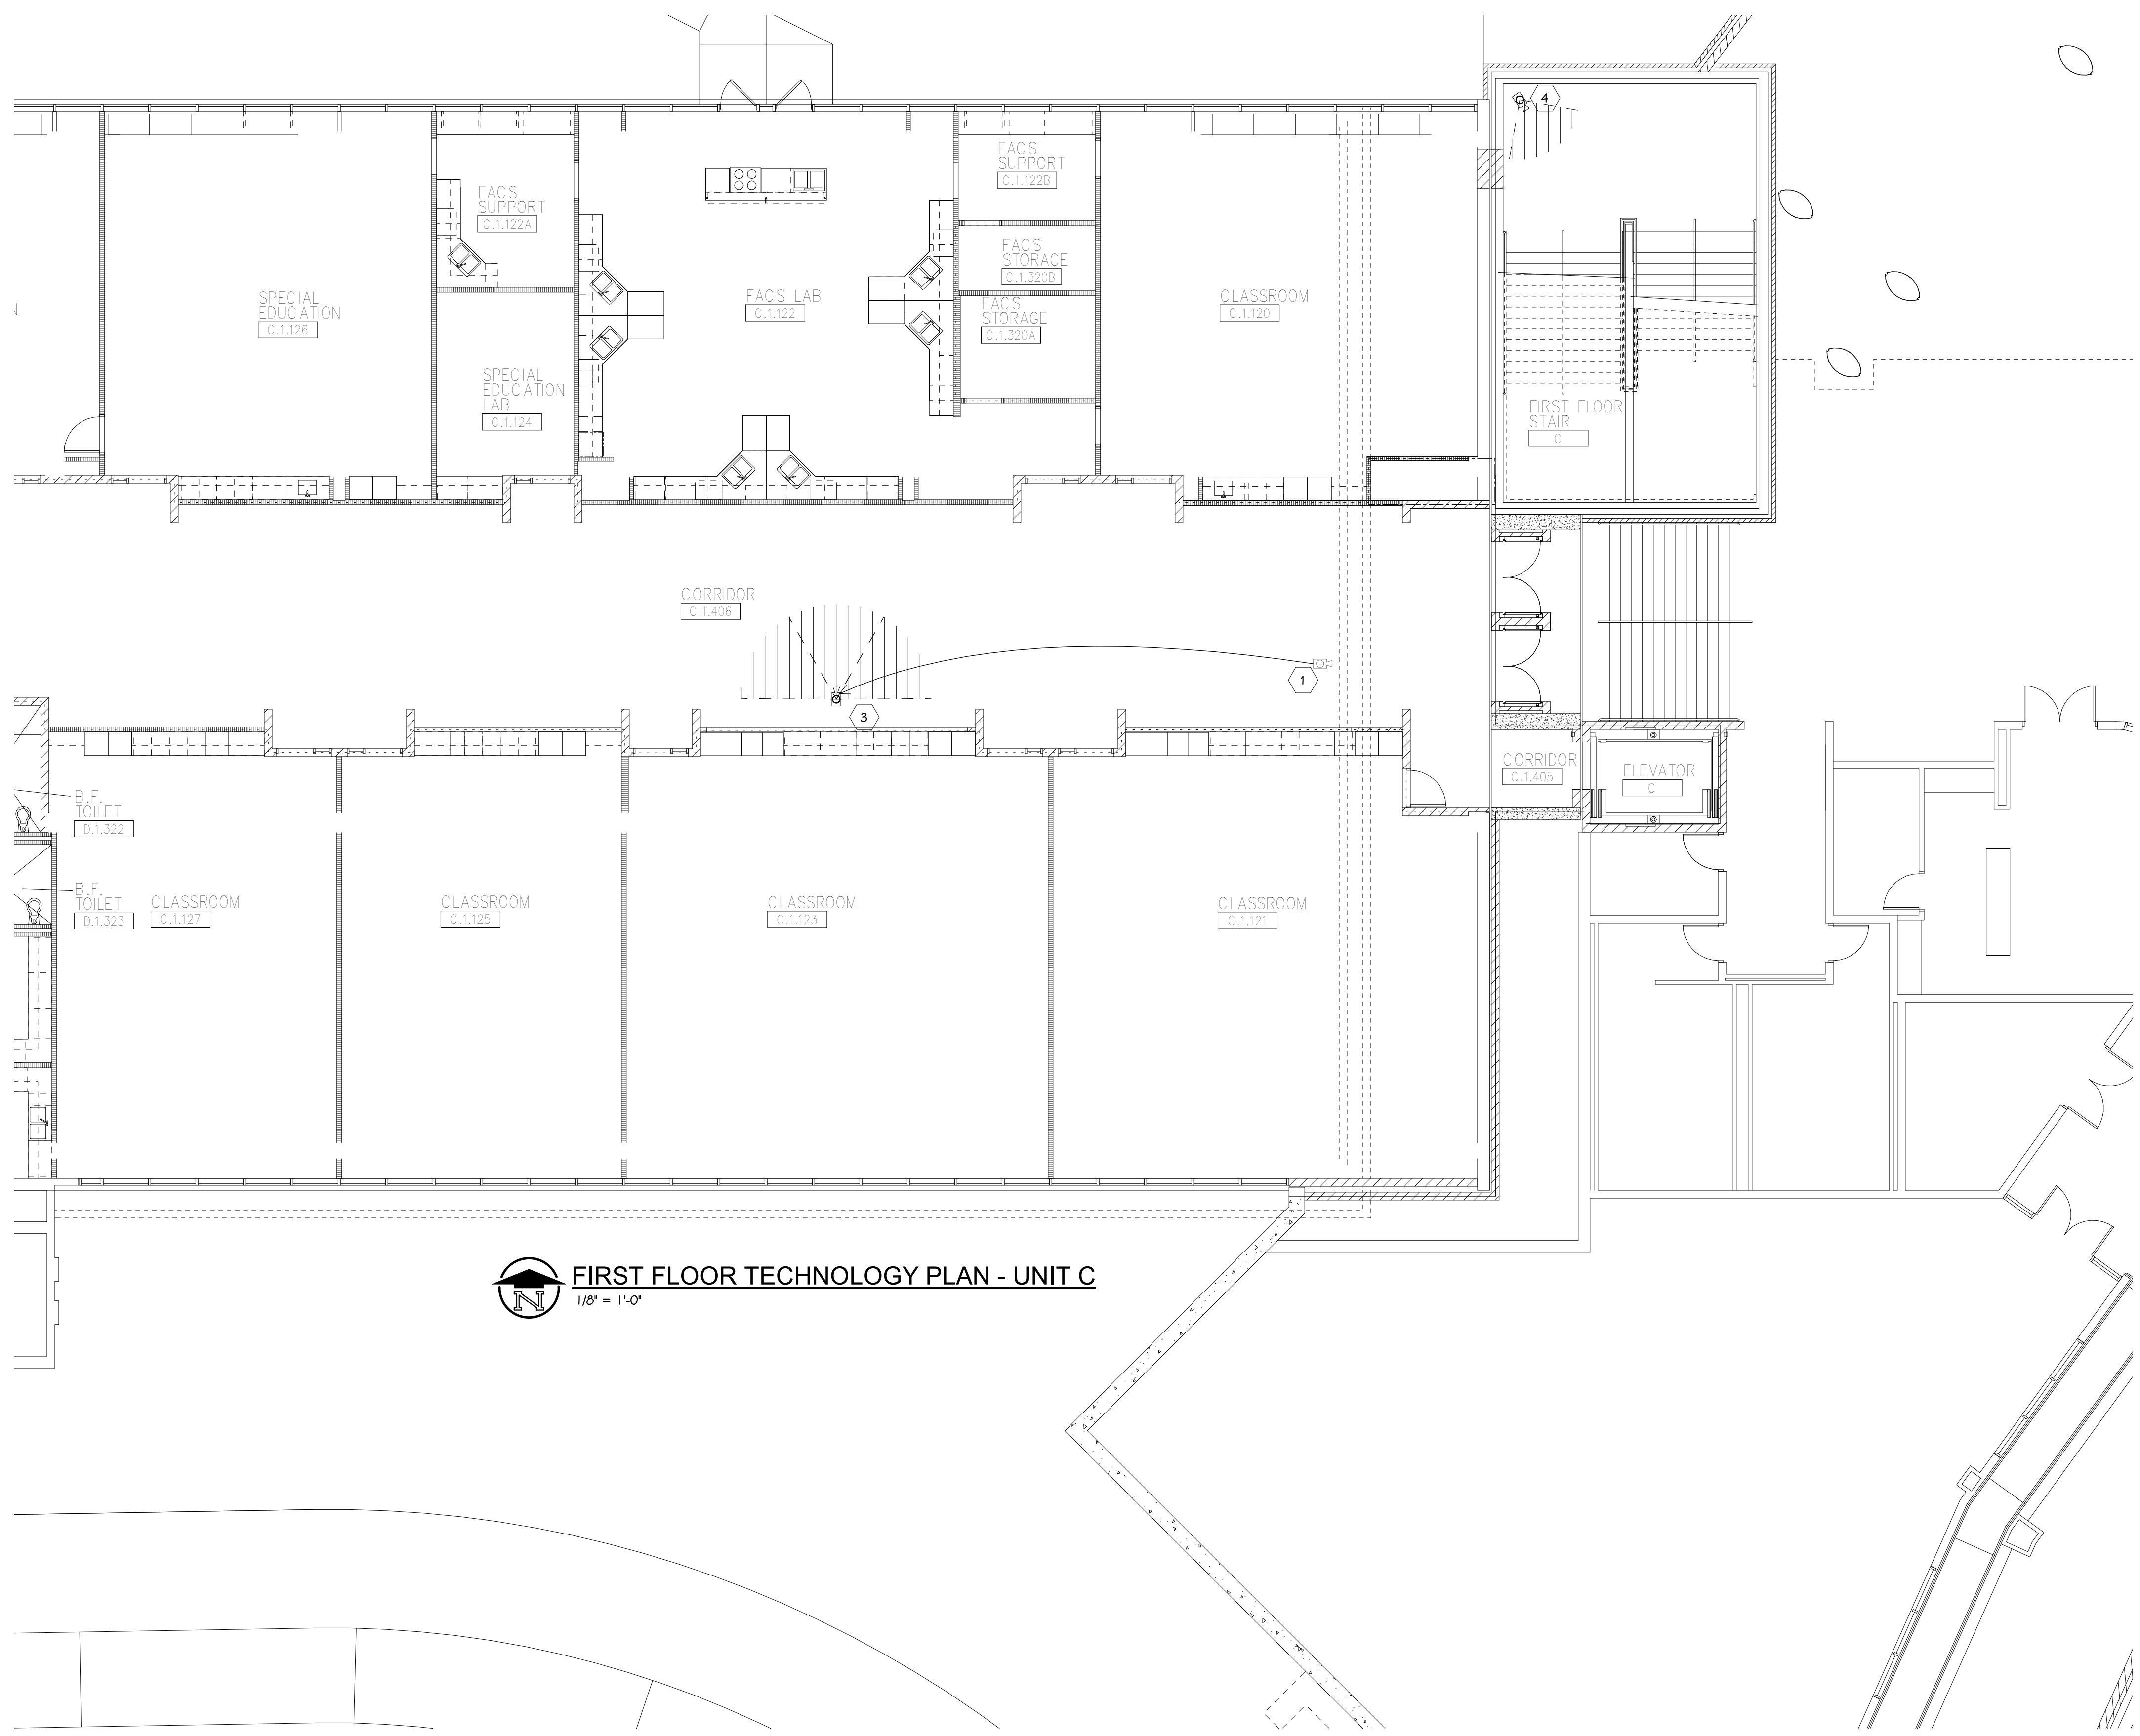 4
FACS
SUPPORT
C.1.122B
FACS
SUPPORT
C.1.122A
FACS
STORAGE
C.1.320B
SPECIAL
EDUCATION
C.1.126
FACS LAB
C.1.122
FACS
STORAGE
C.1.320A
CLASSROOM
C.1.120
SPECIAL
EDUCATION
LAB
C.1.124
FIRST FLOOR
STAIR
C
CORRIDOR
C.1.406
1
3
CORRIDOR
C.1.405
ELEVATOR
C
B.F.
TOILET
D.1.322
B.F.
TOILET
D.1.323
CLASSROOM
C.1.127
CLASSROOM
C.1.125
CLASSROOM
C.1.123
CLASSROOM
C.1.121
N
FIRST FLOOR TECHNOLOGY PLAN - UNIT C
1/8" = 1'-0"